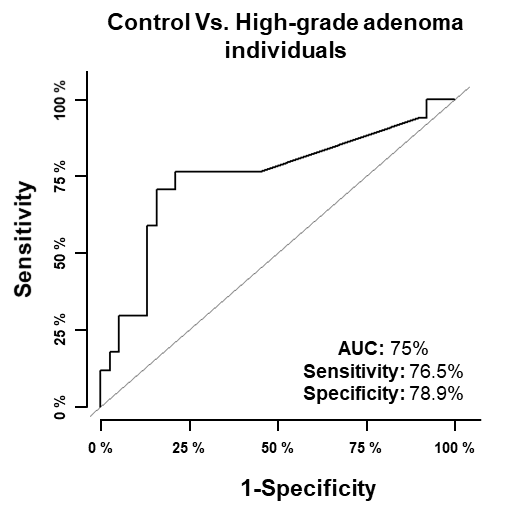 Control Vs. High-grade adenoma
individuals
Sensitivity
100 %
75 %
50 %
25 %
0 %
AUC: 75%
Sensitivity: 76.5%
Specificity: 78.9%
0 % 25 % 50 % 75 % 100 %
1-Specificity